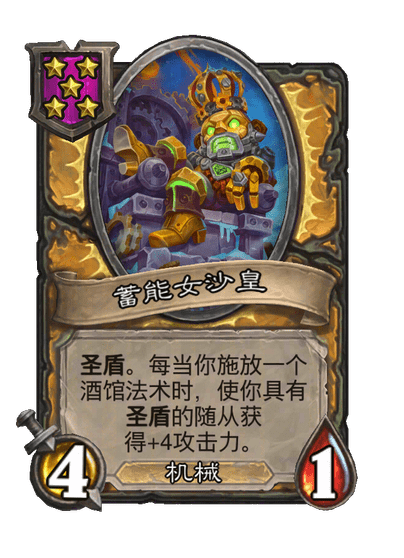 蓄能女沙皇
圣盾。每当你施放一个
酒馆法术时，使你具有
圣盾的随从获
得+4攻击力。
4
机械
1